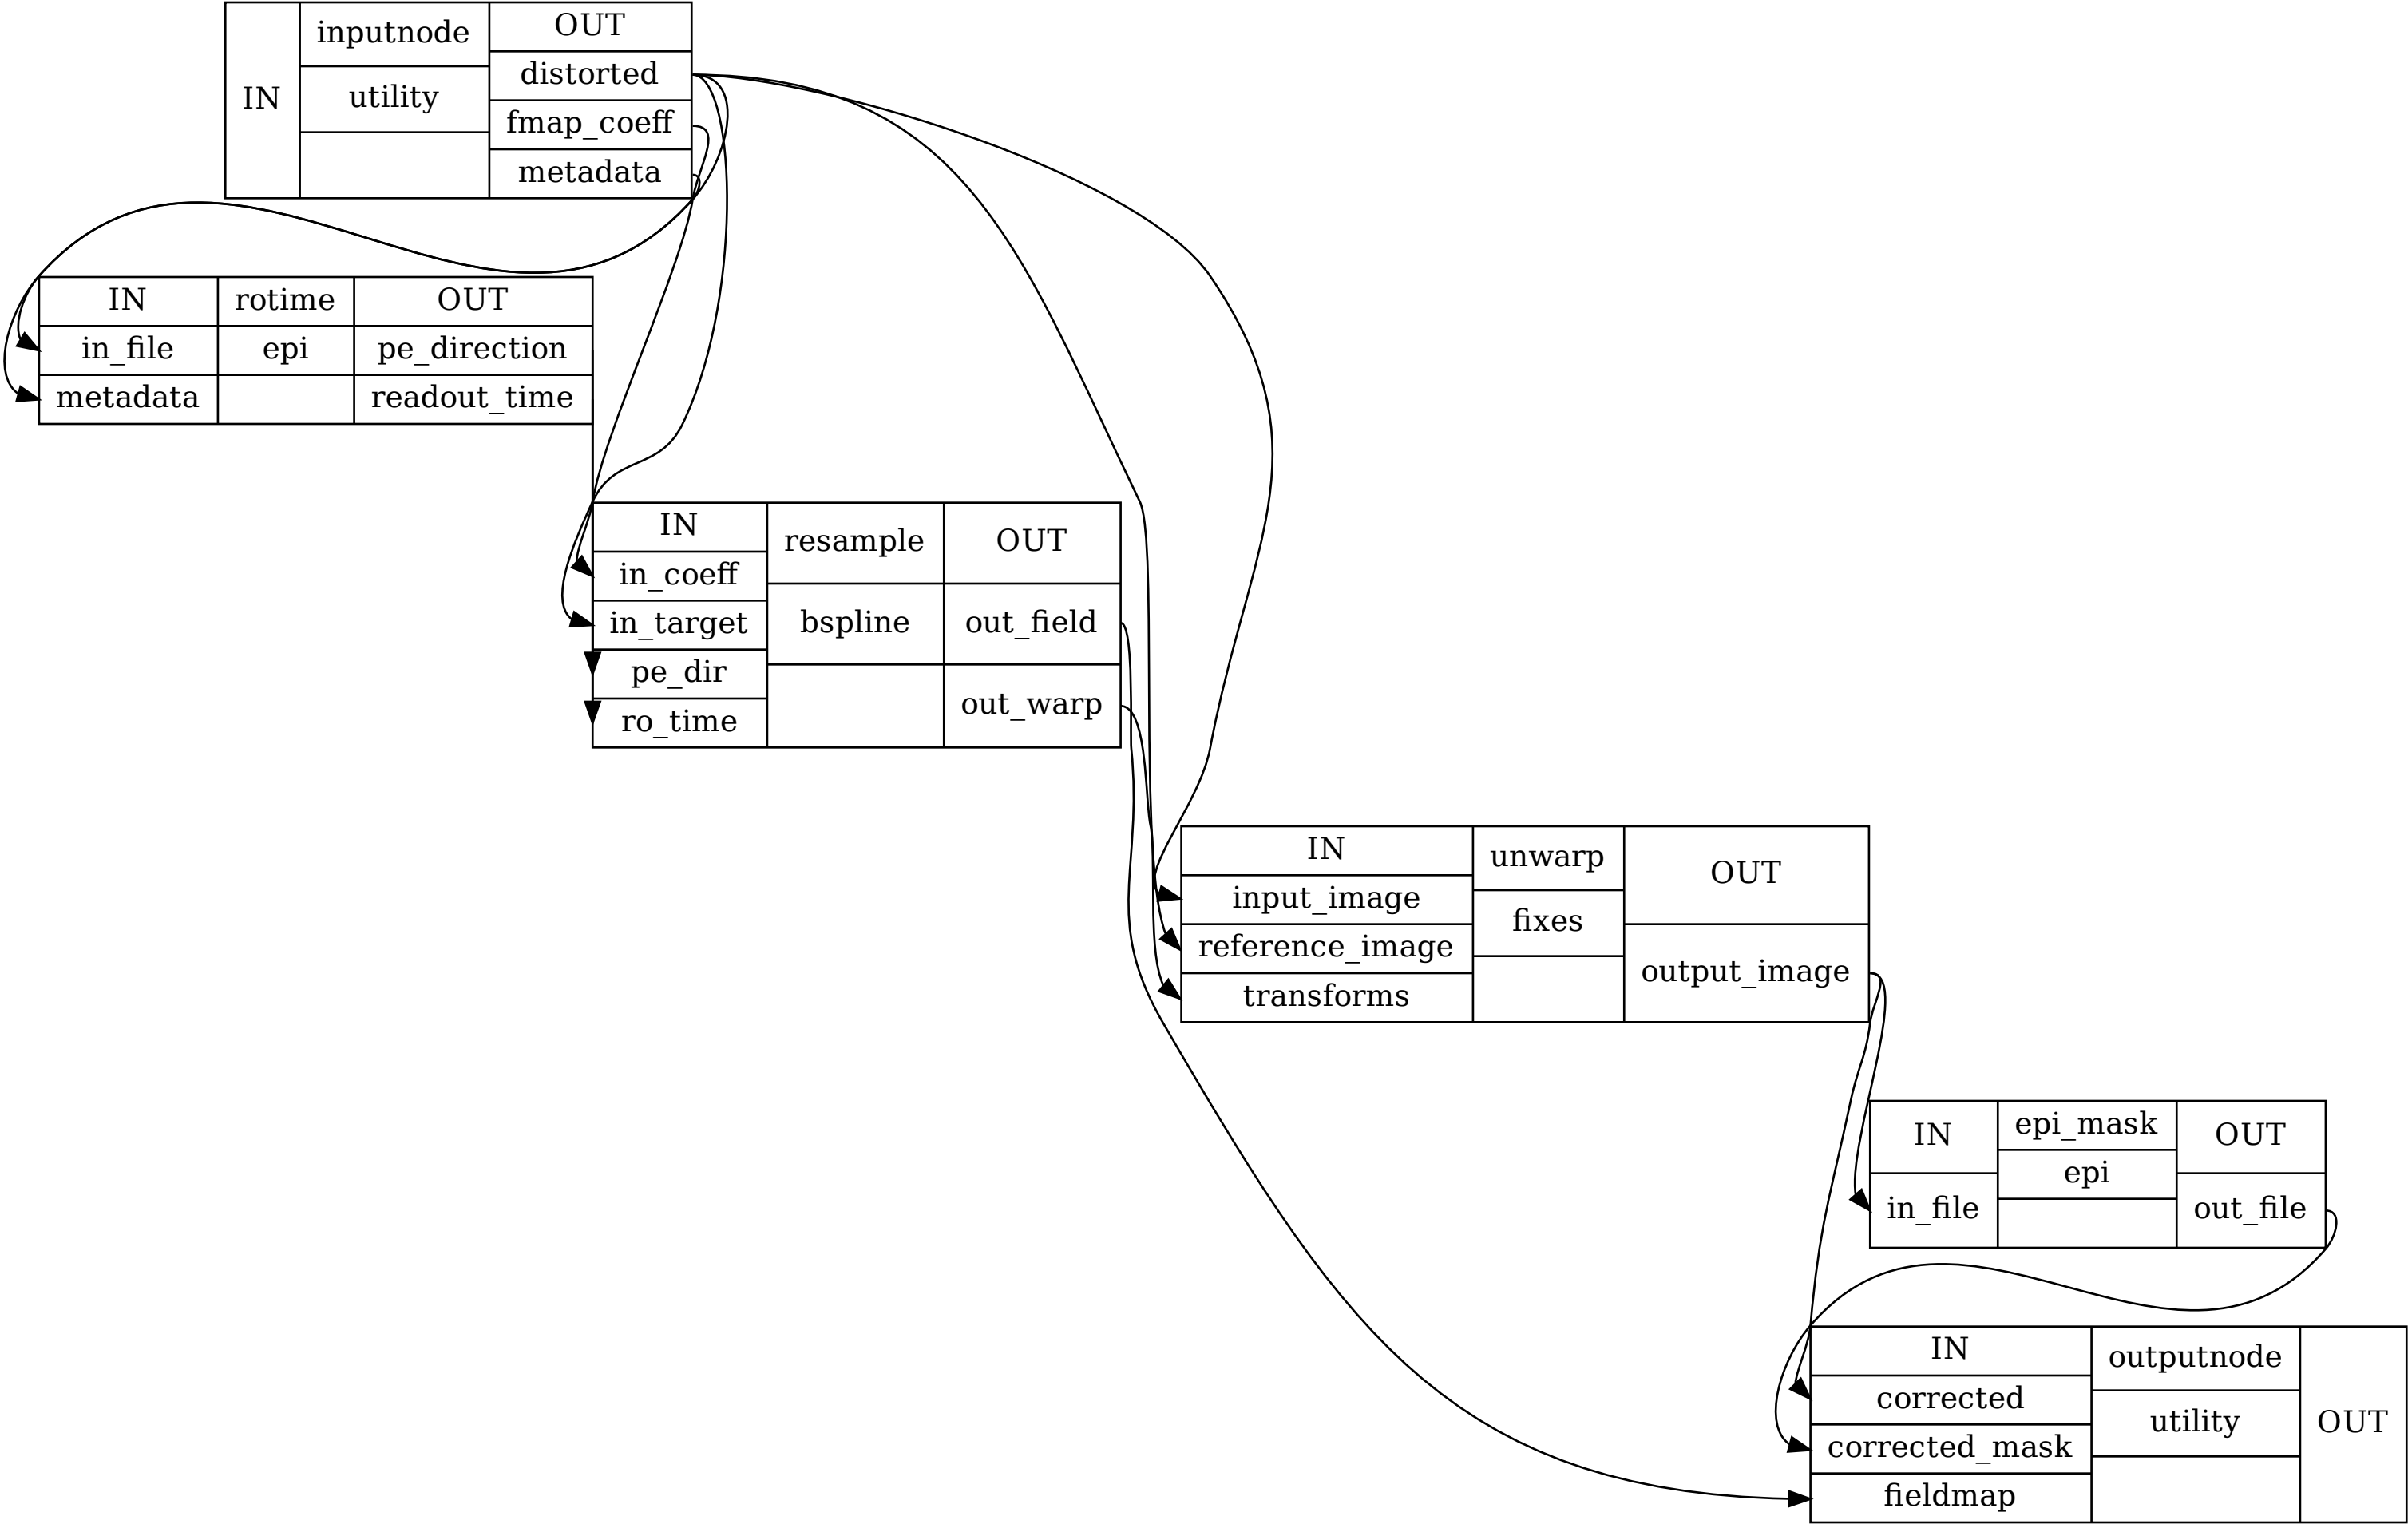 IN
inputnode
utility
OUT
distorted
fmap_coeff
metadata
IN
in_file
metadata
rotime
epi
OUT
pe_direction
readout_time
IN
in_coeff
in_target
pe_dir
ro_time
resample
bspline
OUT
out_field
out_warp
IN
input_image
reference_image
transforms
unwarp
fixes
OUT
output_image
IN
in_file
epi_mask
epi
OUT
out_file
IN
corrected
corrected_mask
fieldmap
outputnode
utility
OUT